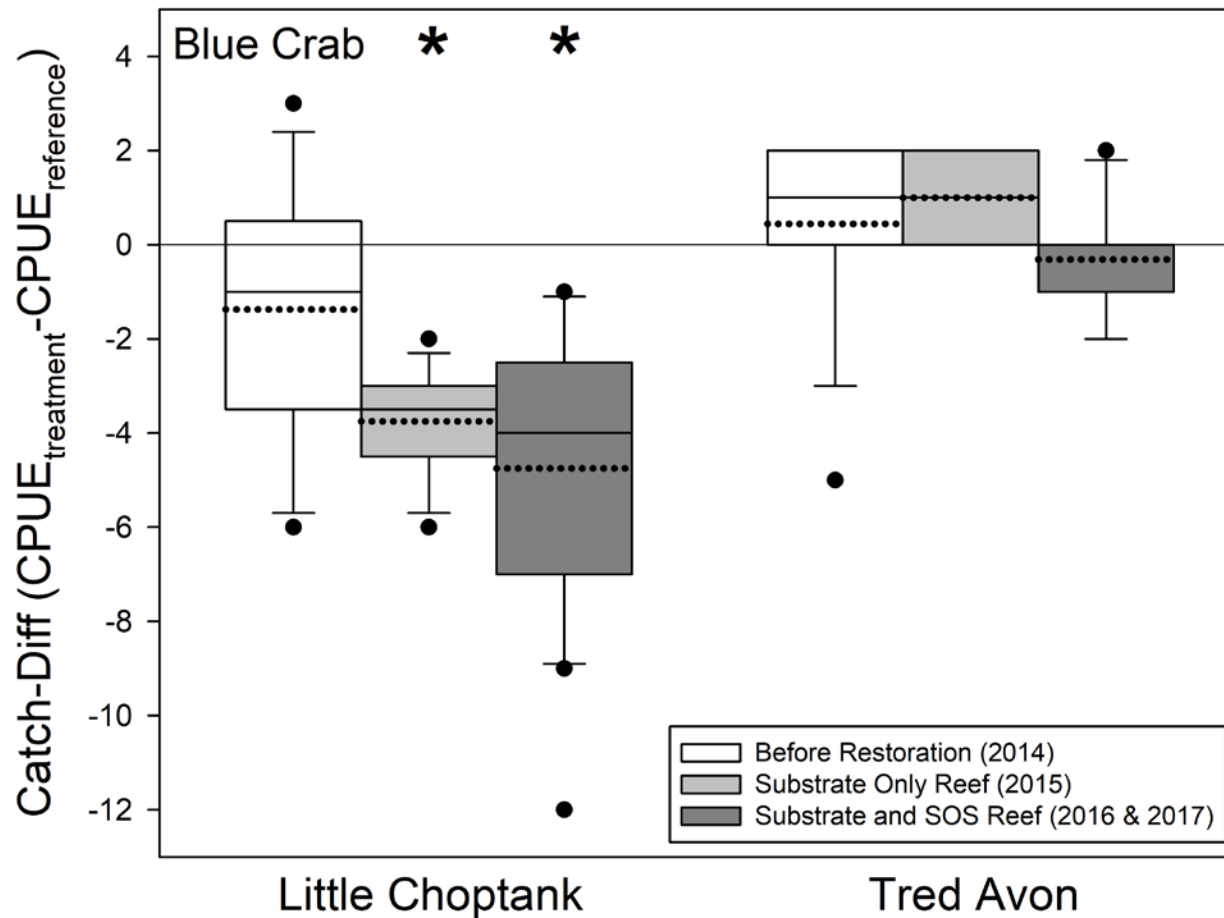 Blue Crab * *
Catch-Diff (CPUEtreatment-CPUEreference)
4
2
0
-2
-4
-6
-8
-10
-12
Before Restoration (2014)
Substrate Only Reef (2015)
Substrate and SOS Reef (2016 & 2017)
Little Choptank Tred Avon